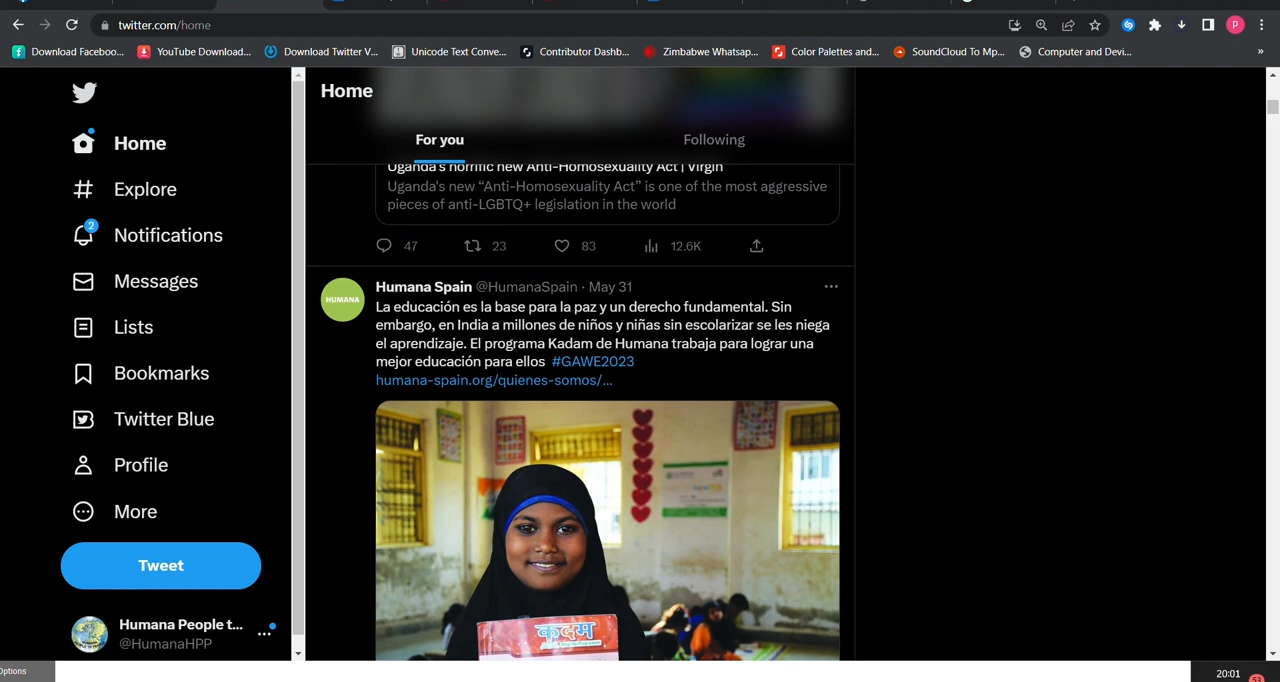 twitter.com/home
Download Faceboo...
YouTube Download...
Download Twitter V...
Unicode Text Conve...
Contributor Dashb...
Zimbabwe Whatsap...
Color Palettes and...
SoundCloud To Mp...
Computer and Devi...
»
P
Home
For you
Following
Home
Explore
2
Notifications
Messages
Lists
Bookmarks
Twitter Blue
Profile
More
Tweet
Humana People t...
@HumanaHPP
Uganda's horrific new Anti-Homosexuality Act | Virgin
Uganda's new “Anti-Homosexuality Act” is one of the most aggressive
pieces of anti-LGBTQ+ legislation in the world
47
23
83
12.6K
HUMANA
Humana Spain @HumanaSpain · May 31
La educación es la base para la paz y un derecho fundamental. Sin
embargo, en India a millones de niños y niñas sin escolarizar se les niega
el aprendizaje. El programa Kadam de Humana trabaja para lograr una
mejor educación para ellos #GAWE2023
humana-spain.org/quienes-somos/...
कदम
Options
20:01